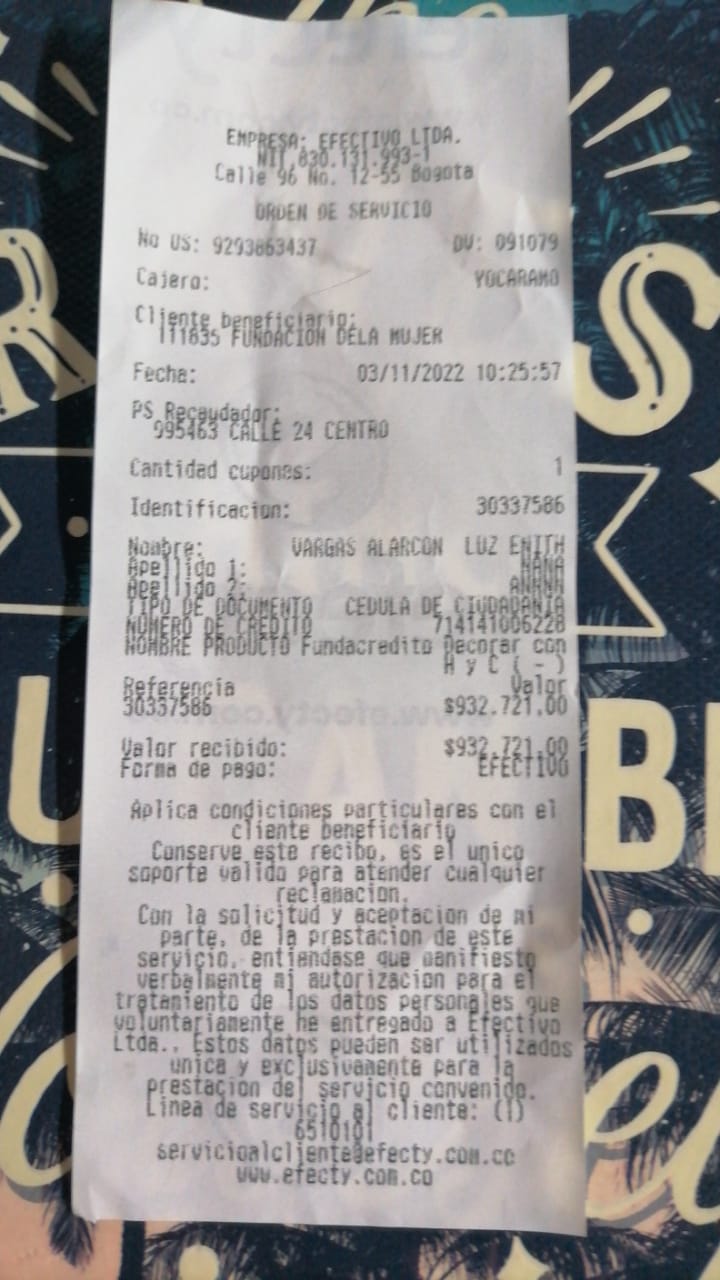 EMPRESA: EFECTIVO LTDA.
NIT.830.131.993-1
Calle 96 No. 12-55 Bogota
ORDEN DE SERVICIO
No US: 9293863437 DV: 091079
Cajero: YOCARAMO
Cliente beneficiario:
111835 FUNDACION DELA MUJER
Fecha: 03/11/2022 10:25:57
PS Recaudador:
995463 CALLE 24 CENTRO
Cantidad cupones: 1
Identificacion: 30337586
Nombre: VARGAS ALARCON LUZ ENITH
Apellido 1: NANA
Apellido 2: ANANA
TIPO DE DOCUMENTO CEDULA DE CIUDADANIA
NUMERO DE CREDITO 714141006228
NOMBRE PRODUCTO Fundacredito Decorar con
H y C ( - )
Referencia Valor
30337586 $932.721.00
Valor recibido: $932.721.00
Forma de pago: EFECTIVO
Aplica condiciones particulares con el
cliente beneficiario
Conserve este recibo, es el unico
soporte valido para atender cualquier
reclamacion.
Con la solicitud y aceptacion de mi
parte, de la prestacion de este
servicio, entiendase que manifiesto
verbalmente mi autorizacion para el
tratamiento de los datos personales que
voluntariamente he entregado a Efectivo
Ltda.. Estos datos pueden ser utilizados
unica y exclusivamente para la
prestacion del servicio convenido.
Linea de servicio al cliente: (1)
6510101
servicioalcliente@efecty.com.co
www.efecty.com.co